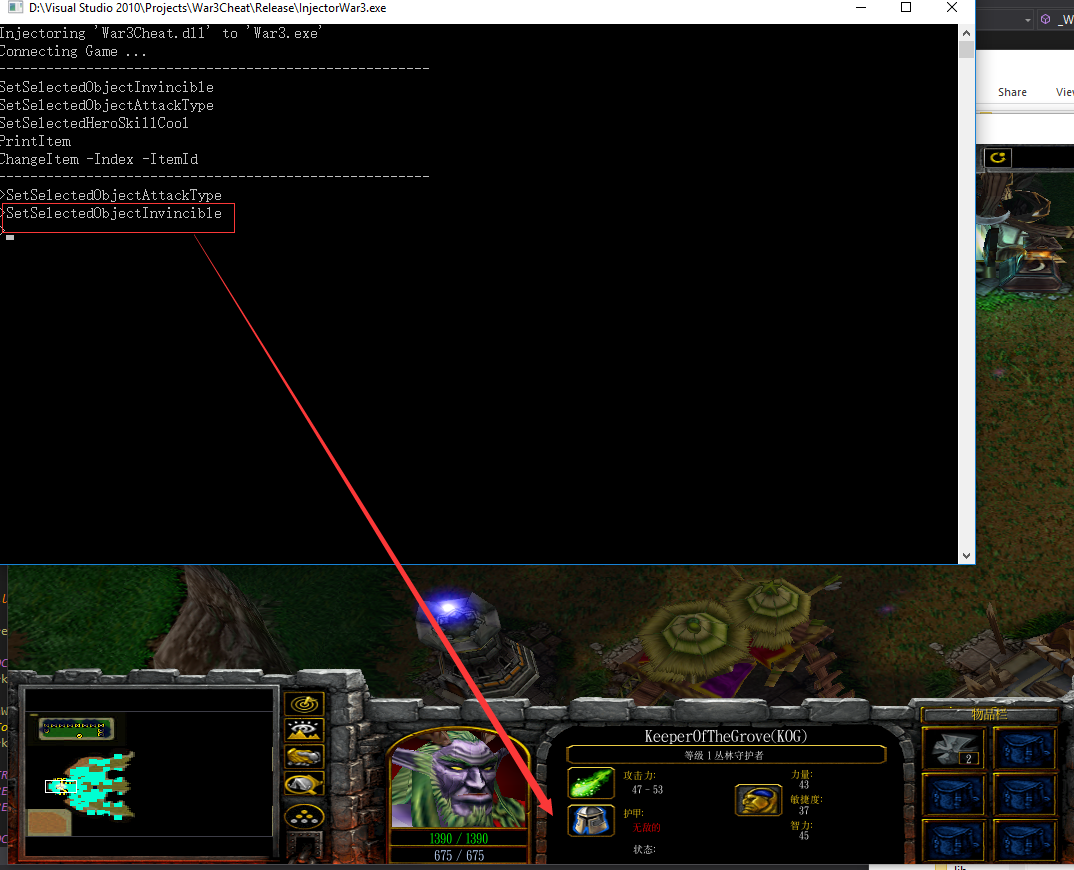 D:\Visual Studio 2010\Projects\War3Cheat\Release\InjectorWar3.exe
Injectoring 'War3Cheat.dll' to 'War3.exe'
Connecting Game ...
------------------------------------------------------
SetSelectedObjectInvincible
SetSelectedObjectAttackType
SetSelectedHeroSkillCool
PrintItem
ChangeItem -Index -ItemId
------------------------------------------------------
>SetSelectedObjectAttackType
>SetSelectedObjectInvincible
>
Share
KeeperOfTheGrove(KOG)
等级 1 丛林守护者
攻击力:
47 - 53
护甲:
无敌的
状态:
力量:
43
敏捷度:
37
智力:
45
1390 / 1390
675 / 675
物品栏
2
lib